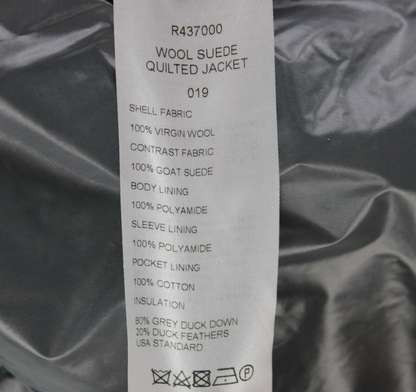 R437000
WOOL SUEDE
QUILTED JACKET
019
SHELL FABRIC
100% VIRGIN WOOL
CONTRAST FABRIC
100% GOAT SUEDE
BODY LINING
100% POLYAMIDE
SLEEVE LINING
100% POLYAMIDE
POCKET LINING
100% COTTON
INSULATION
80% GREY DUCK DOWN
20% DUCK FEATHERS
USA STANDARD
P